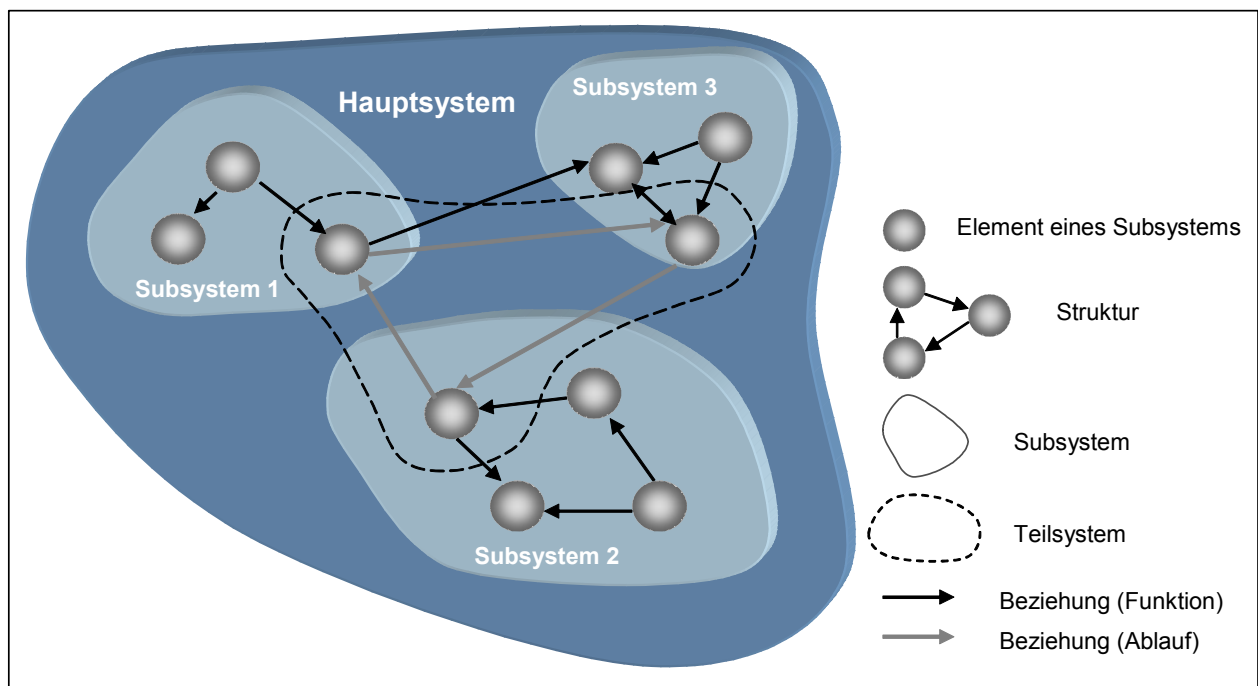 Hauptsystem
Subsystem 3
Subsystem 1
Subsystem 2
Element eines Subsystems
Struktur
Subsystem
Teilsystem
Beziehung (Funktion)
Beziehung (Ablauf)